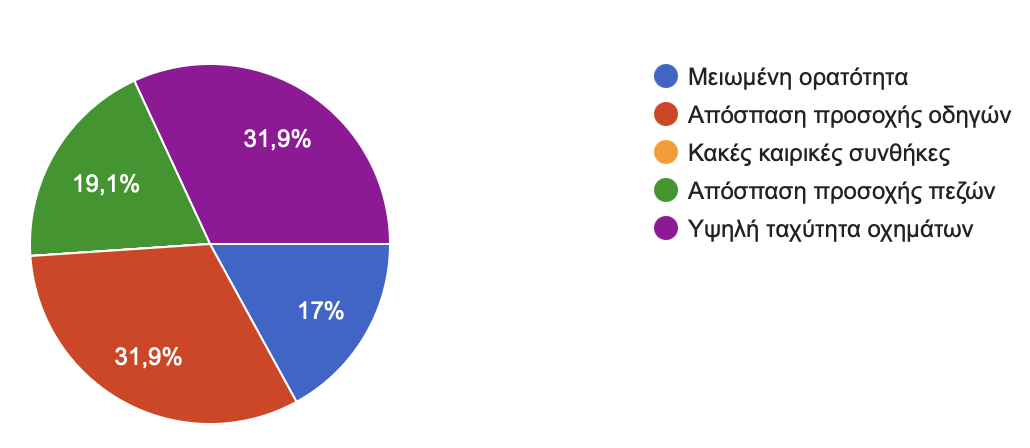 31,9%
19,1%
31,9%
17%
Μειωμένη ορατότητα
Απόσπαση προσοχής οδηγών
Κακές καιρικές συνθήκες
Απόσπαση προσοχής πεζών
Υψηλή ταχύτητα οχημάτων